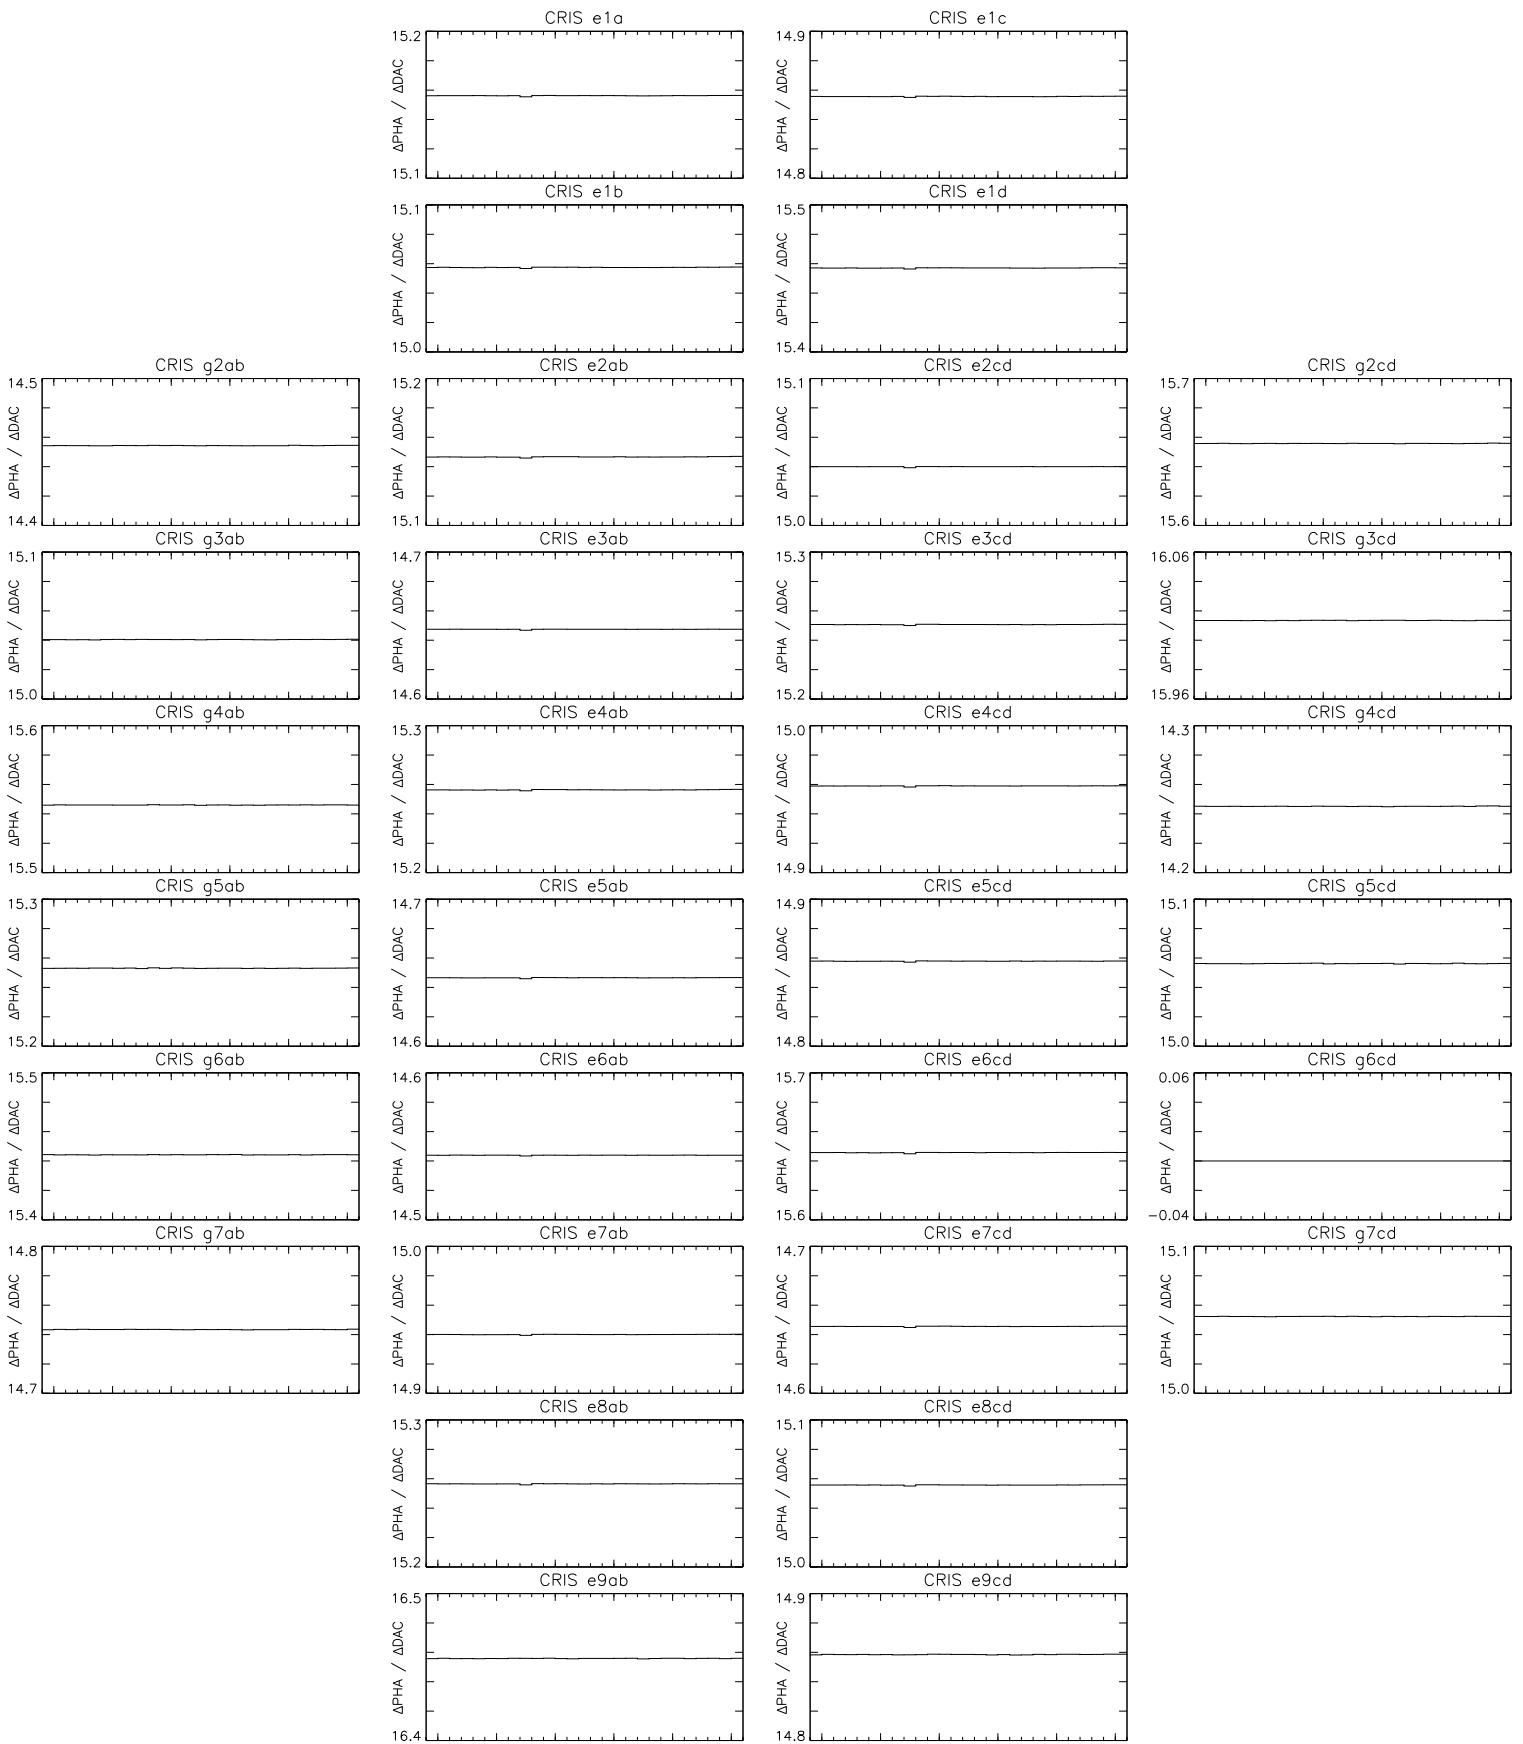 CRIS e1a
15.2
ΔPHA / ΔDAC
15.1
CRIS e1c
14.9
ΔPHA / ΔDAC
14.8
CRIS e1b
15.1
ΔPHA / ΔDAC
15.0
CRIS e1d
15.5
ΔPHA / ΔDAC
15.4
CRIS g2ab
14.5
ΔPHA / ΔDAC
14.4
CRIS e2ab
15.2
ΔPHA / ΔDAC
15.1
CRIS e2cd
15.1
ΔPHA / ΔDAC
15.0
CRIS g2cd
15.7
ΔPHA / ΔDAC
15.6
CRIS g3ab
15.1
ΔPHA / ΔDAC
15.0
CRIS e3ab
14.7
ΔPHA / ΔDAC
14.6
CRIS e3cd
15.3
ΔPHA / ΔDAC
15.2
CRIS g3cd
16.06
ΔPHA / ΔDAC
15.96
CRIS g4ab
15.6
ΔPHA / ΔDAC
15.5
CRIS e4ab
15.3
ΔPHA / ΔDAC
15.2
CRIS e4cd
15.0
ΔPHA / ΔDAC
14.9
CRIS g4cd
14.3
ΔPHA / ΔDAC
14.2
CRIS g5ab
15.3
ΔPHA / ΔDAC
15.2
CRIS e5ab
14.7
ΔPHA / ΔDAC
14.6
CRIS e5cd
14.9
ΔPHA / ΔDAC
14.8
CRIS g5cd
15.1
ΔPHA / ΔDAC
15.0
CRIS g6ab
15.5
ΔPHA / ΔDAC
15.4
CRIS e6ab
14.6
ΔPHA / ΔDAC
14.5
CRIS e6cd
15.7
ΔPHA / ΔDAC
15.6
CRIS g6cd
0.06
ΔPHA / ΔDAC
−0.04
CRIS g7ab
14.8
ΔPHA / ΔDAC
14.7
CRIS e7ab
15.0
ΔPHA / ΔDAC
14.9
CRIS e7cd
14.7
ΔPHA / ΔDAC
14.6
CRIS g7cd
15.1
ΔPHA / ΔDAC
15.0
CRIS e8ab
15.3
ΔPHA / ΔDAC
15.2
CRIS e8cd
15.1
ΔPHA / ΔDAC
15.0
CRIS e9ab
16.5
ΔPHA / ΔDAC
16.4
CRIS e9cd
14.9
ΔPHA / ΔDAC
14.8